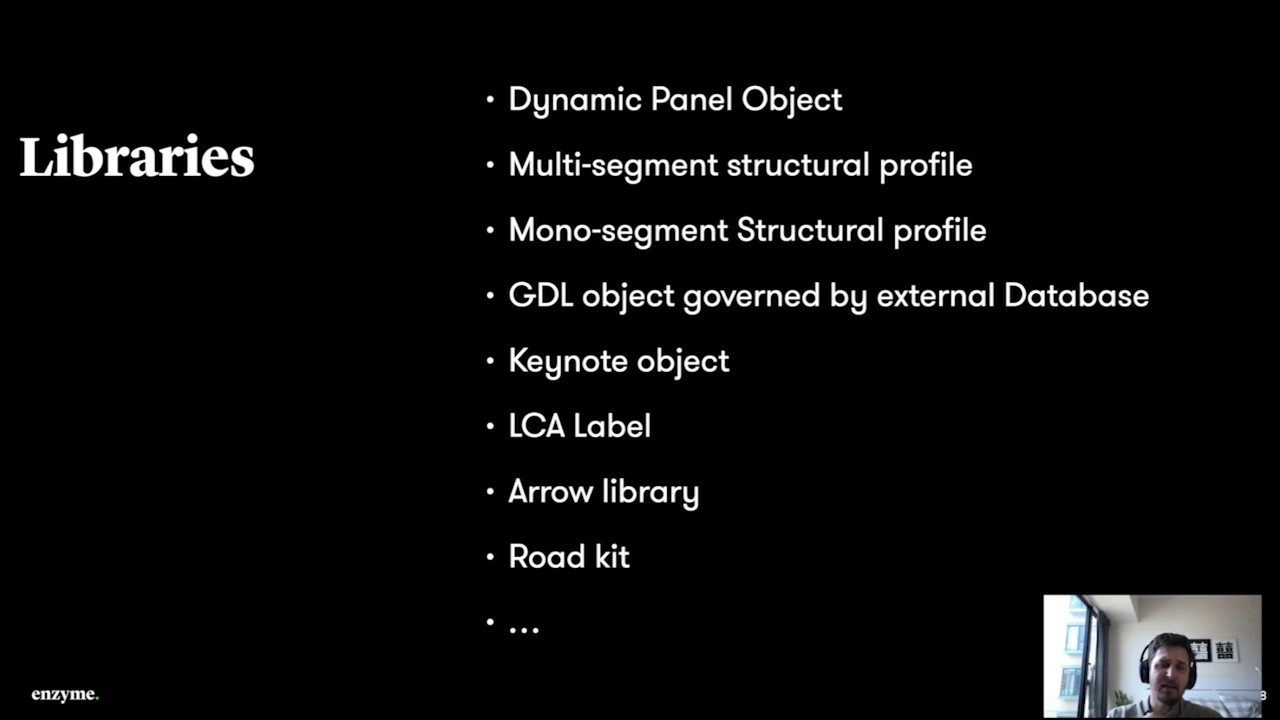 Libraries
• Dynamic Panel Object
• Multi-segment structural profile
• Mono-segment Structural profile
• GDL object governed by external Database
• Keynote object
• LCA Label
• Arrow library
• Road kit
• ...
enzyme.
8